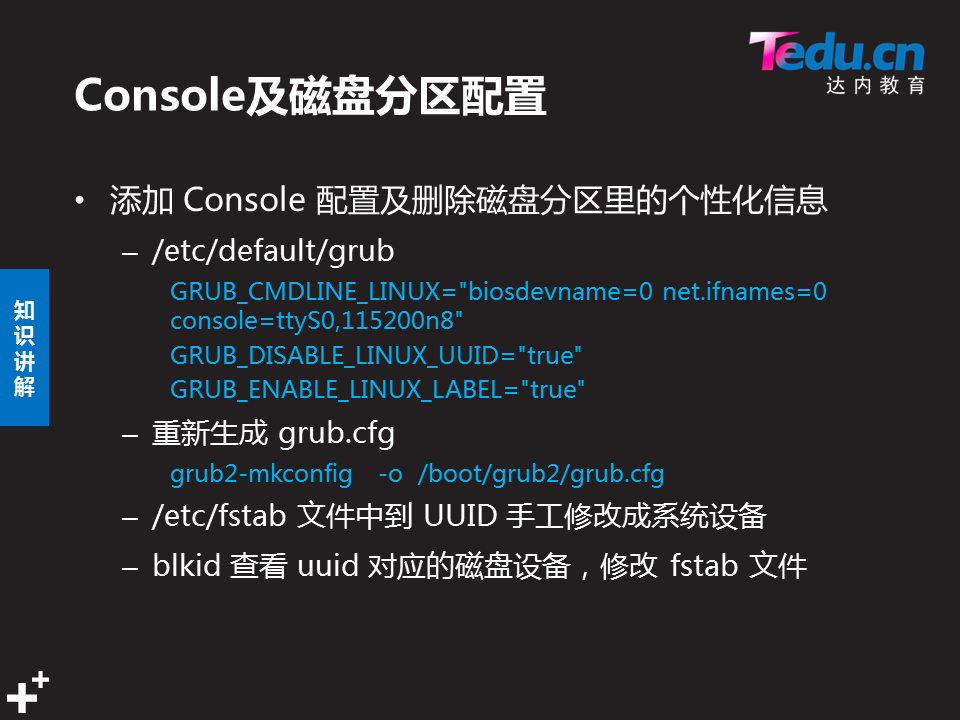 Tedu.cn
达内教育
Console及磁盘分区配置
• 添加 Console 配置及删除磁盘分区里的个性化信息
– /etc/default/grub
GRUB_CMDLINE_LINUX="biosdevname=0 net.ifnames=0
console=ttyS0,115200n8"
GRUB_DISABLE_LINUX_UUID="true"
GRUB_ENABLE_LINUX_LABEL="true"
– 重新生成 grub.cfg
grub2-mkconfig -o /boot/grub2/grub.cfg
– /etc/fstab 文件中到 UUID 手工修改成系统设备
– blkid 查看 uuid 对应的磁盘设备，修改 fstab 文件
知
识
讲
解